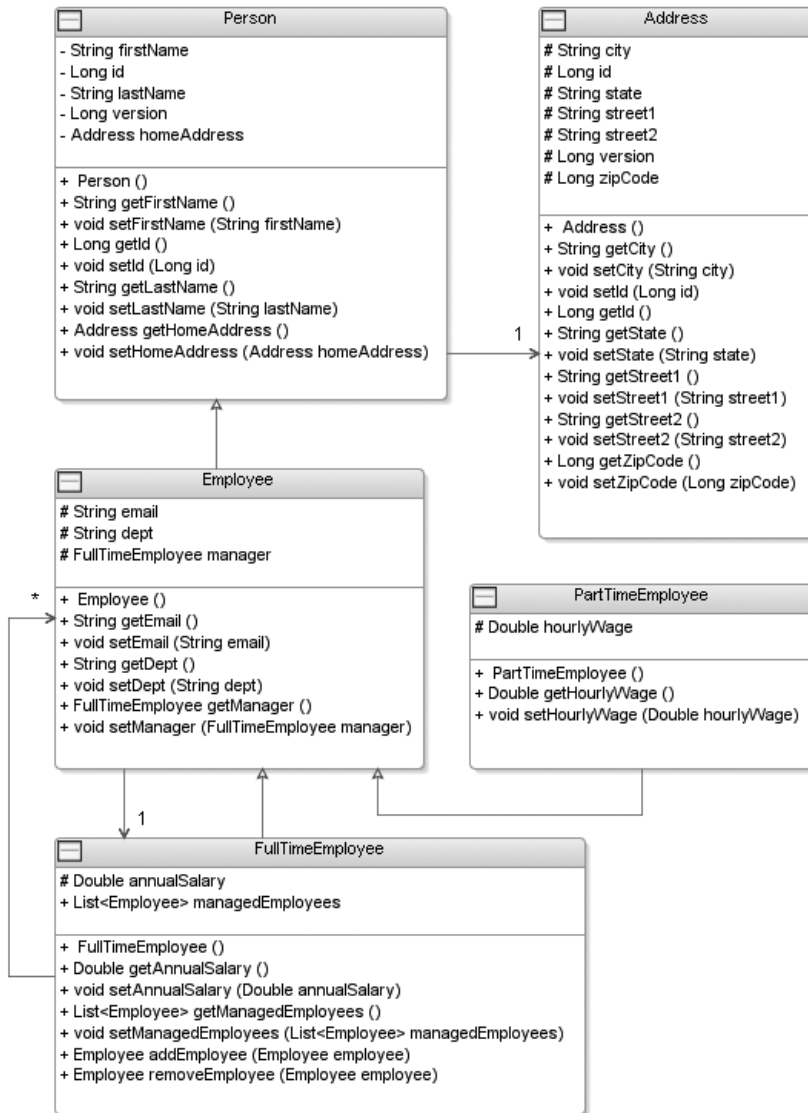 Person
- String firstName
- Long id
- String lastName
- Long version
- Address homeAddress
+ Person ()
+ String getFirstName ()
+ void setFirstName (String firstName)
+ Long getId ()
+ void setId (Long id)
+ String getLastName ()
+ void setLastName (String lastName)
+ Address getHomeAddress ()
+ void setHomeAddress (Address homeAddress)
1
Address
# String city
# Long id
# String state
# String street1
# String street2
# Long version
# Long zipCode
+ Address ()
+ String getCity ()
+ void setCity (String city)
+ void setId (Long id)
+ Long getId ()
+ String getState ()
+ void setState (String state)
+ String getStreet1 ()
+ void setStreet1 (String street1)
+ String getStreet2 ()
+ void setStreet2 (String street2)
+ Long getZipCode ()
+ void setZipCode (Long zipCode)
Employee
# String email
# String dept
# FullTimeEmployee manager
*
+ Employee ()
+ String getEmail ()
+ void setEmail (String email)
+ String getDept ()
+ void setDept (String dept)
+ FullTimeEmployee getManager ()
+ void setManager (FullTimeEmployee manager)
PartTimeEmployee
# Double hourlyWage
+ PartTimeEmployee ()
+ Double getHourlyWage ()
+ void setHourlyWage (Double hourlyWage)
1
FullTimeEmployee
# Double annualSalary
+ List<Employee> managedEmployees
+ FullTimeEmployee ()
+ Double getAnnualSalary ()
+ void setAnnualSalary (Double annualSalary)
+ List<Employee> getManagedEmployees ()
+ void setManagedEmployees (List<Employee> managedEmployees)
+ Employee addEmployee (Employee employee)
+ Employee removeEmployee (Employee employee)